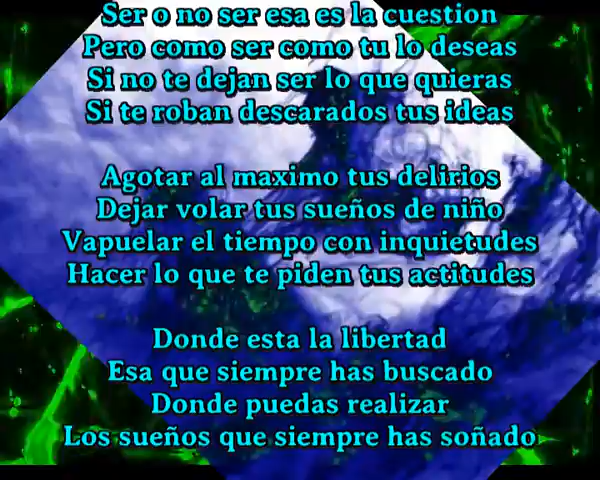 Ser o no ser esa es la cuestion
Pero como ser como tu lo deseas
Si no te dejan ser lo que quieras
Si te roban descarados tus ideas
Agotar al maximo tus delirios
Dejar volar tus sueños de niño
Vapuelar el tiempo con inquietudes
Hacer lo que te piden tus actitudes
Donde esta la libertad
Esa que siempre has buscado
Donde puedas realizar
Los sueños que siempre has soñado